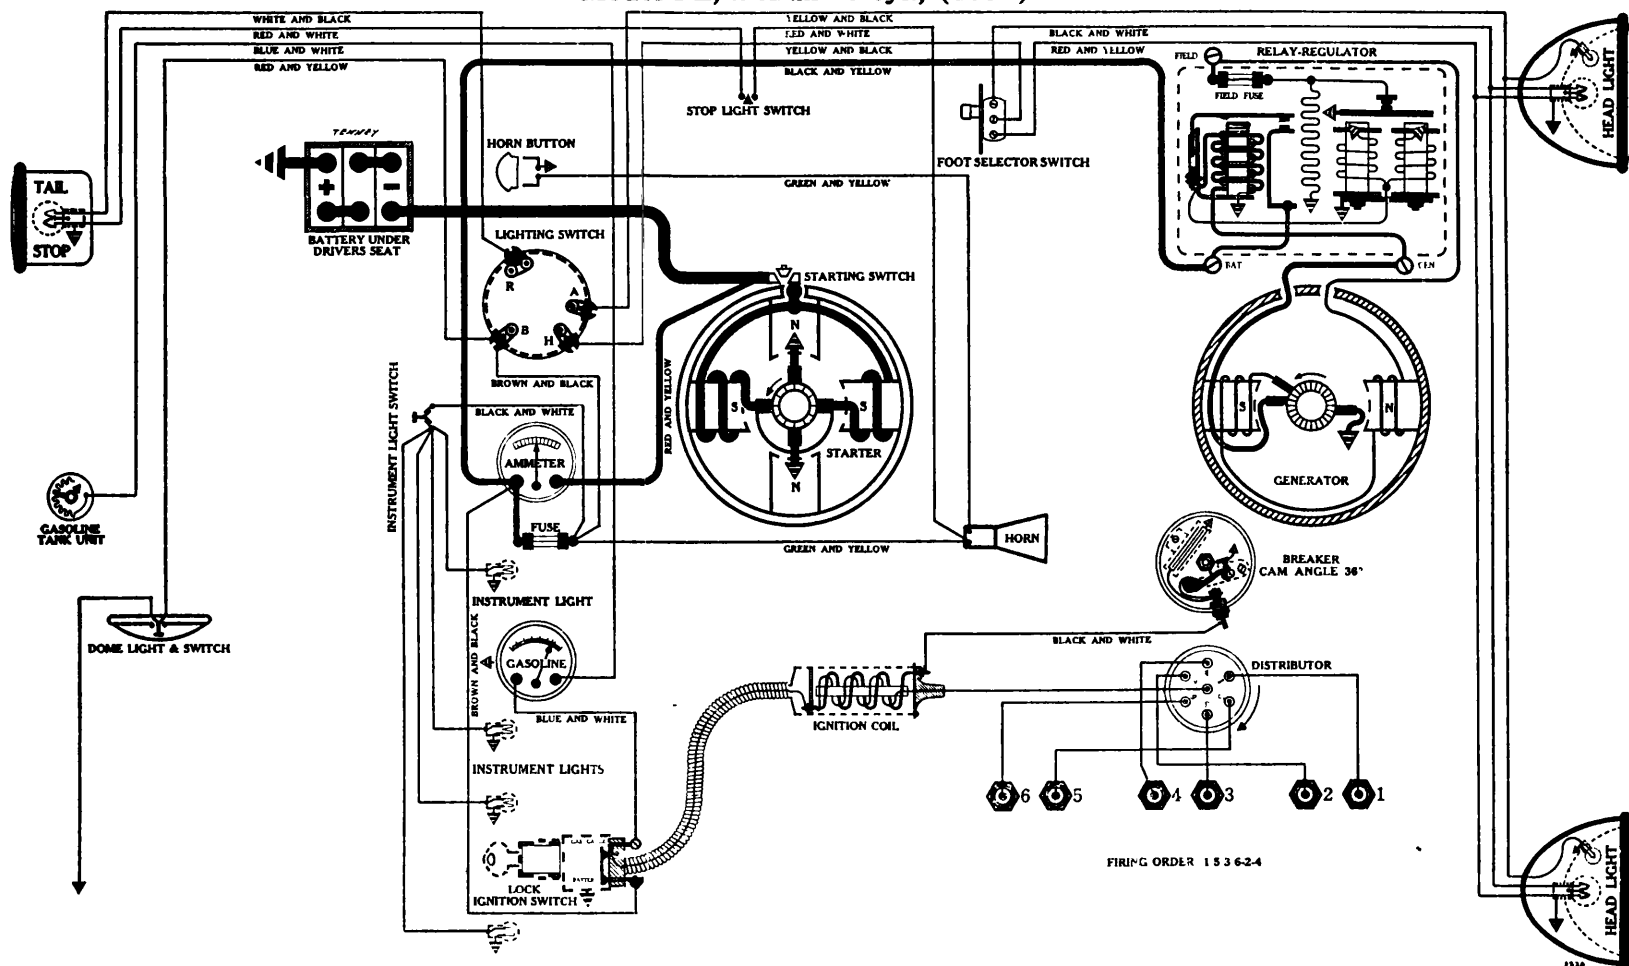 WHITE AND BLACK
RED AND WHITE
BLUE AND WHITE
RED AND YELLOW
YELLOW AND BLACK
RED AND WHITE
YELLOW AND BLACK
BLACK AND YELLOW
BLACK AND WHITE
RED AND YELLOW
STOP LIGHT SWITCH
FOOT SELECTOR SWITCH
FIELD
RELAY-REGULATOR
FIELD FUSE
HEAD LIGHT
TENNEY
HORN BUTTON
GREEN AND YELLOW
TAIL
STOP
+
−
BATTERY UNDER
DRIVERS SEAT
LIGHTING SWITCH
R
A
B
H
STARTING SWITCH
BAT
GEN
N
S
S
N
STARTER
RED AND YELLOW
BROWN AND BLACK
BLACK AND WHITE
INSTRUMENT LIGHT SWITCH
AMMETER
FUSE
S
N
GENERATOR
GASOLINE
TANK UNIT
HORN
GREEN AND YELLOW
BREAKER
CAM ANGLE 36°
INSTRUMENT LIGHT
DOME LIGHT & SWITCH
BROWN AND BLACK
GASOLINE
BLACK AND WHITE
DISTRIBUTOR
BLUE AND WHITE
IGNITION COIL
INSTRUMENT LIGHTS
6
5
4
3
2
1
LOCK
IGNITION SWITCH
FIRING ORDER 1 5 3 6-2-4
HEAD LIGHT